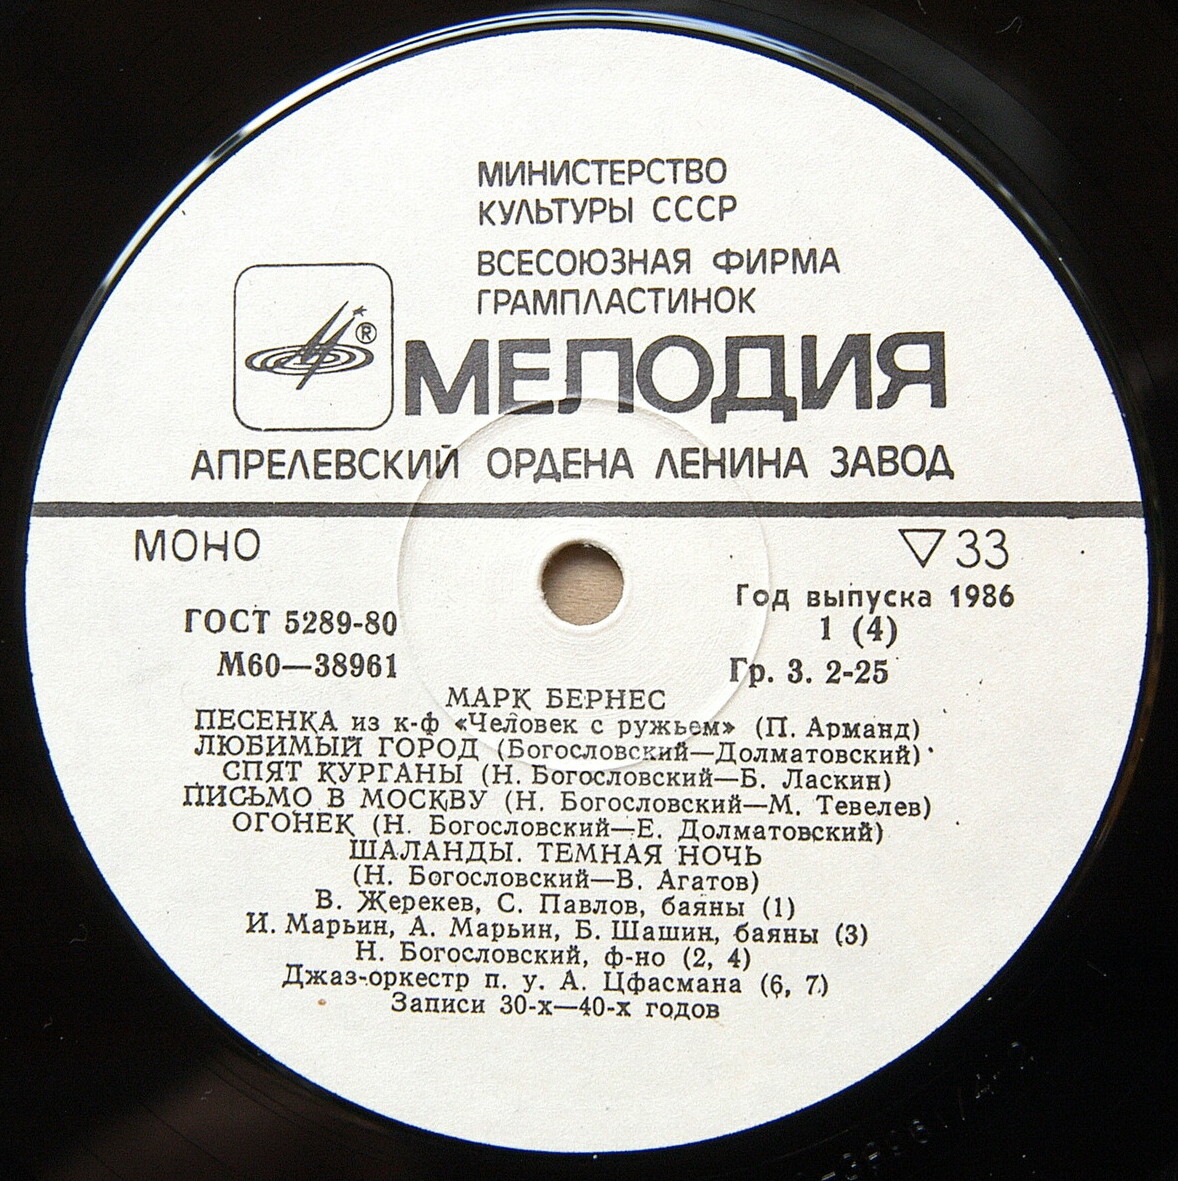 МИНИСТЕРСТВО
КУЛЬТУРЫ СССР
ВСЕСОЮЗНАЯ ФИРМА
ГРАМПЛАСТИНОК
®
МЕЛОДИЯ
АПРЕЛЕВСКИЙ ОРДЕНА ЛЕНИНА ЗАВОД
МОНО
▽33
ГОСТ 5289-80
М60—38961
Год выпуска 1986
1 (4)
Гр. 3. 2-25
МАРК БЕРНЕС
ПЕСЕНКА из к-ф «Человек с ружьем» (П. Арманд)
ЛЮБИМЫЙ ГОРОД (Богословский—Долматовский)
СПЯТ КУРГАНЫ (Н. Богословский—Б. Ласкин)
ПИСЬМО В МОСКВУ (Н. Богословский—М. Тевелев)
ОГОНЕК (Н. Богословский—Е. Долматовский)
ШАЛАНДЫ. ТЕМНАЯ НОЧЬ
(Н. Богословский—В. Агатов)
В. Жерекев, С. Павлов, баяны (1)
И. Марьин, А. Марьин, Б. Шашин, баяны (3)
Н. Богословский, ф-но (2, 4)
Джаз-оркестр п. у. А. Цфасмана (6, 7)
Записи 30-х—40-х годов